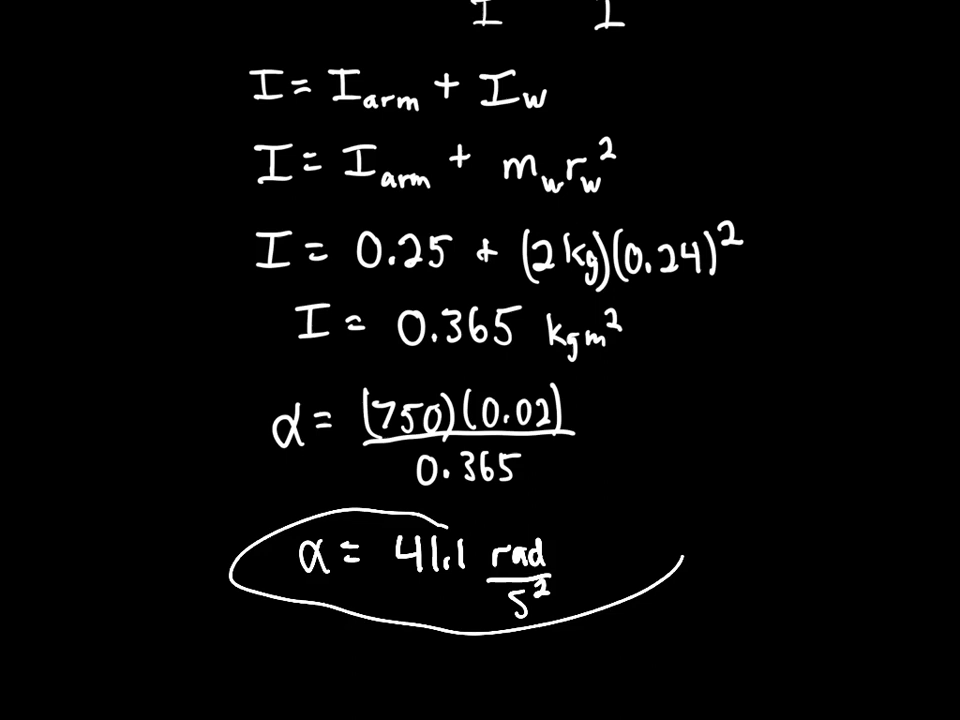 I I
I = I_arm + I_w
I = I_arm + m_w r_w^2
I = 0.25 + (2 kg)(0.24)^2
I = 0.365 kgm^2
α = (750)(0.02) / 0.365
α = 41.1 rad/s^2